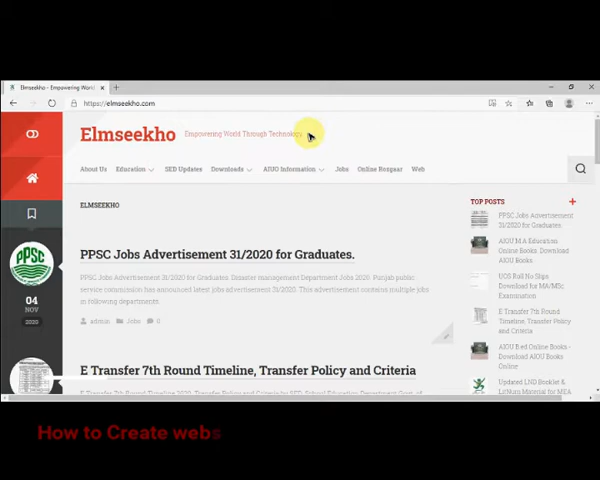 Elmseekho - Empowering Worl
https://elmseekho.com
Elmseekho
Empowering World Through Technology
About Us Education SED Updates Downloads AIUO Information Jobs Online Rozgaar Web
ELMSEEKHO
PPSC Jobs Advertisement 31/2020 for Graduates.
PPSC Jobs Advertisement 31/2020 for Graduates. Disaster management Department Jobs 2020. Punjab public
service commission has announced latest jobs advertisement 31/2020. This advertisement contains multiple jobs
in following departments.
admin Jobs 0
E Transfer 7th Round Timeline, Transfer Policy and Criteria
PPSC
04
NOV
2020
TOP POSTS
PPSC Jobs Advertisement
31/2020 for Graduates.
AIOU M.A Education
Online Books, Download
AIOU Books
UOS Roll No Slips
Download for MA/MSc
Examination
E Transfer 7th Round
Timeline, Transfer Policy
and Criteria
AIOU B.ed Online Books -
Download AIOU Books
Online
Updated LND Booklet &
LitNum Material for MEA
How to Create webs